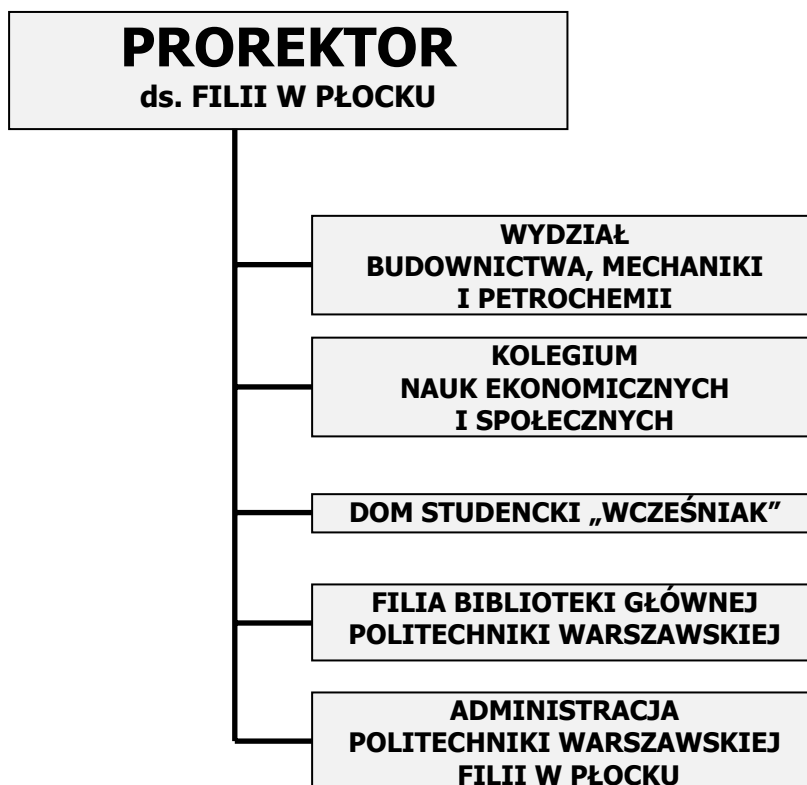 PROREKTOR
ds. FILII W PŁOCKU
WYDZIAŁ
BUDOWNICTWA, MECHANIKI
I PETROCHEMII
KOLEGIUM
NAUK EKONOMICZNYCH
I SPOŁECZNYCH
DOM STUDENCKI „WCZEŚNIAK”
FILIA BIBLIOTEKI GŁÓWNEJ
POLITECHNIKI WARSZAWSKIEJ
ADMINISTRACJA
POLITECHNIKI WARSZAWSKIEJ
FILII W PŁOCKU